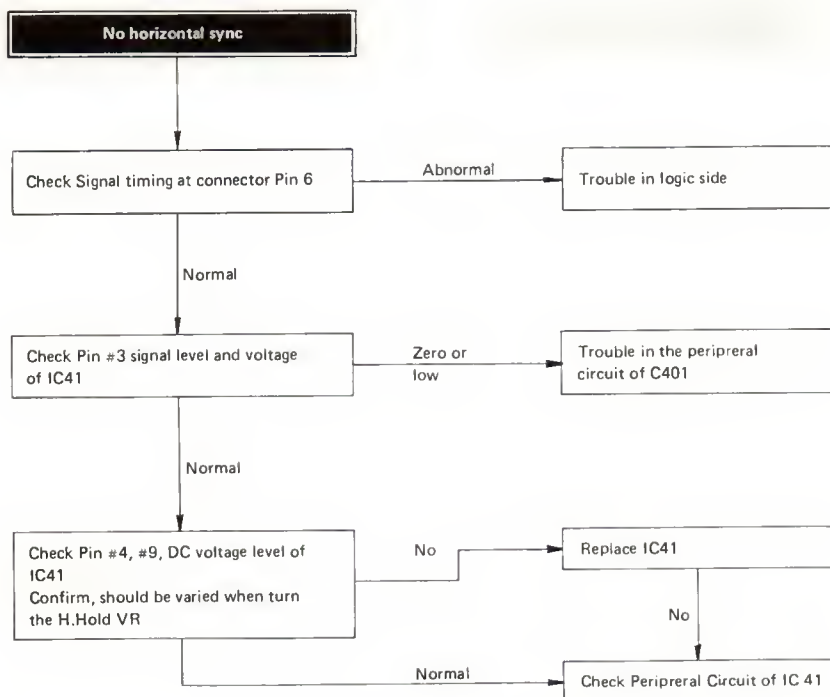 No horizontal sync
Check Signal timing at connector Pin 6
Abnormal
Trouble in logic side
Normal
Check Pin #3 signal level and voltage
of IC41
Zero or
low
Trouble in the peripreral
circuit of C401
Normal
Check Pin #4, #9, DC voltage level of
IC41
Confirm, should be varied when turn
the H.Hold VR
No
Replace IC41
No
Normal
Check Peripreral Circuit of IC 41